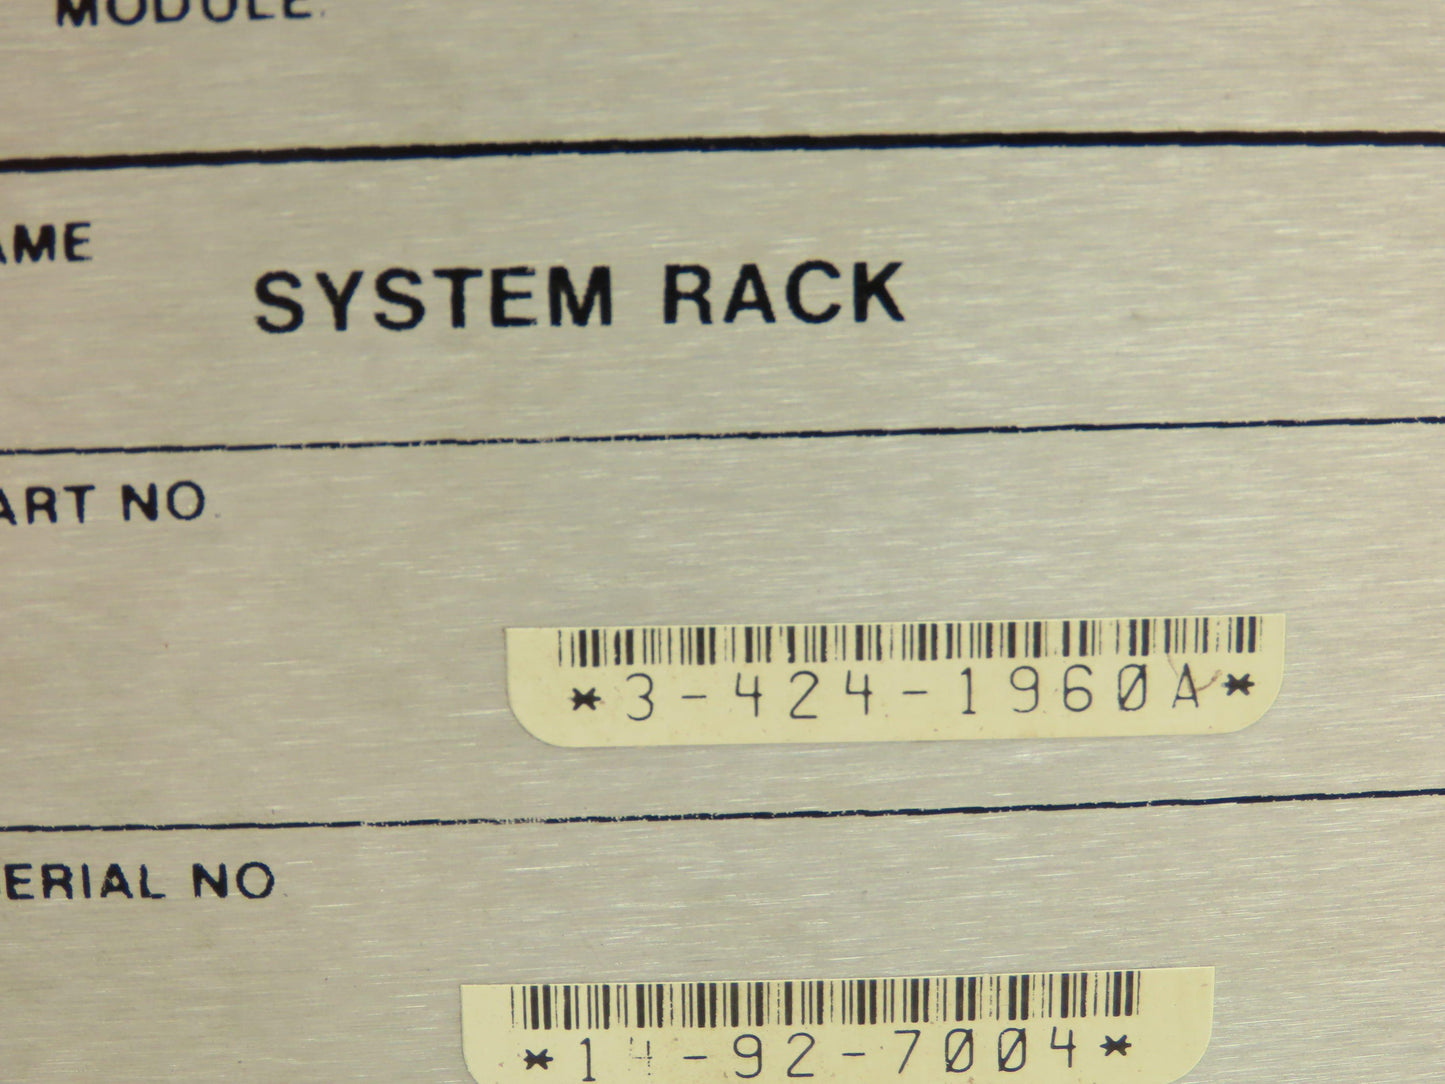 MODULE
AME
SYSTEM RACK
ART NO
*3-424-1960A*
ERIAL NO
*14-92-7004*